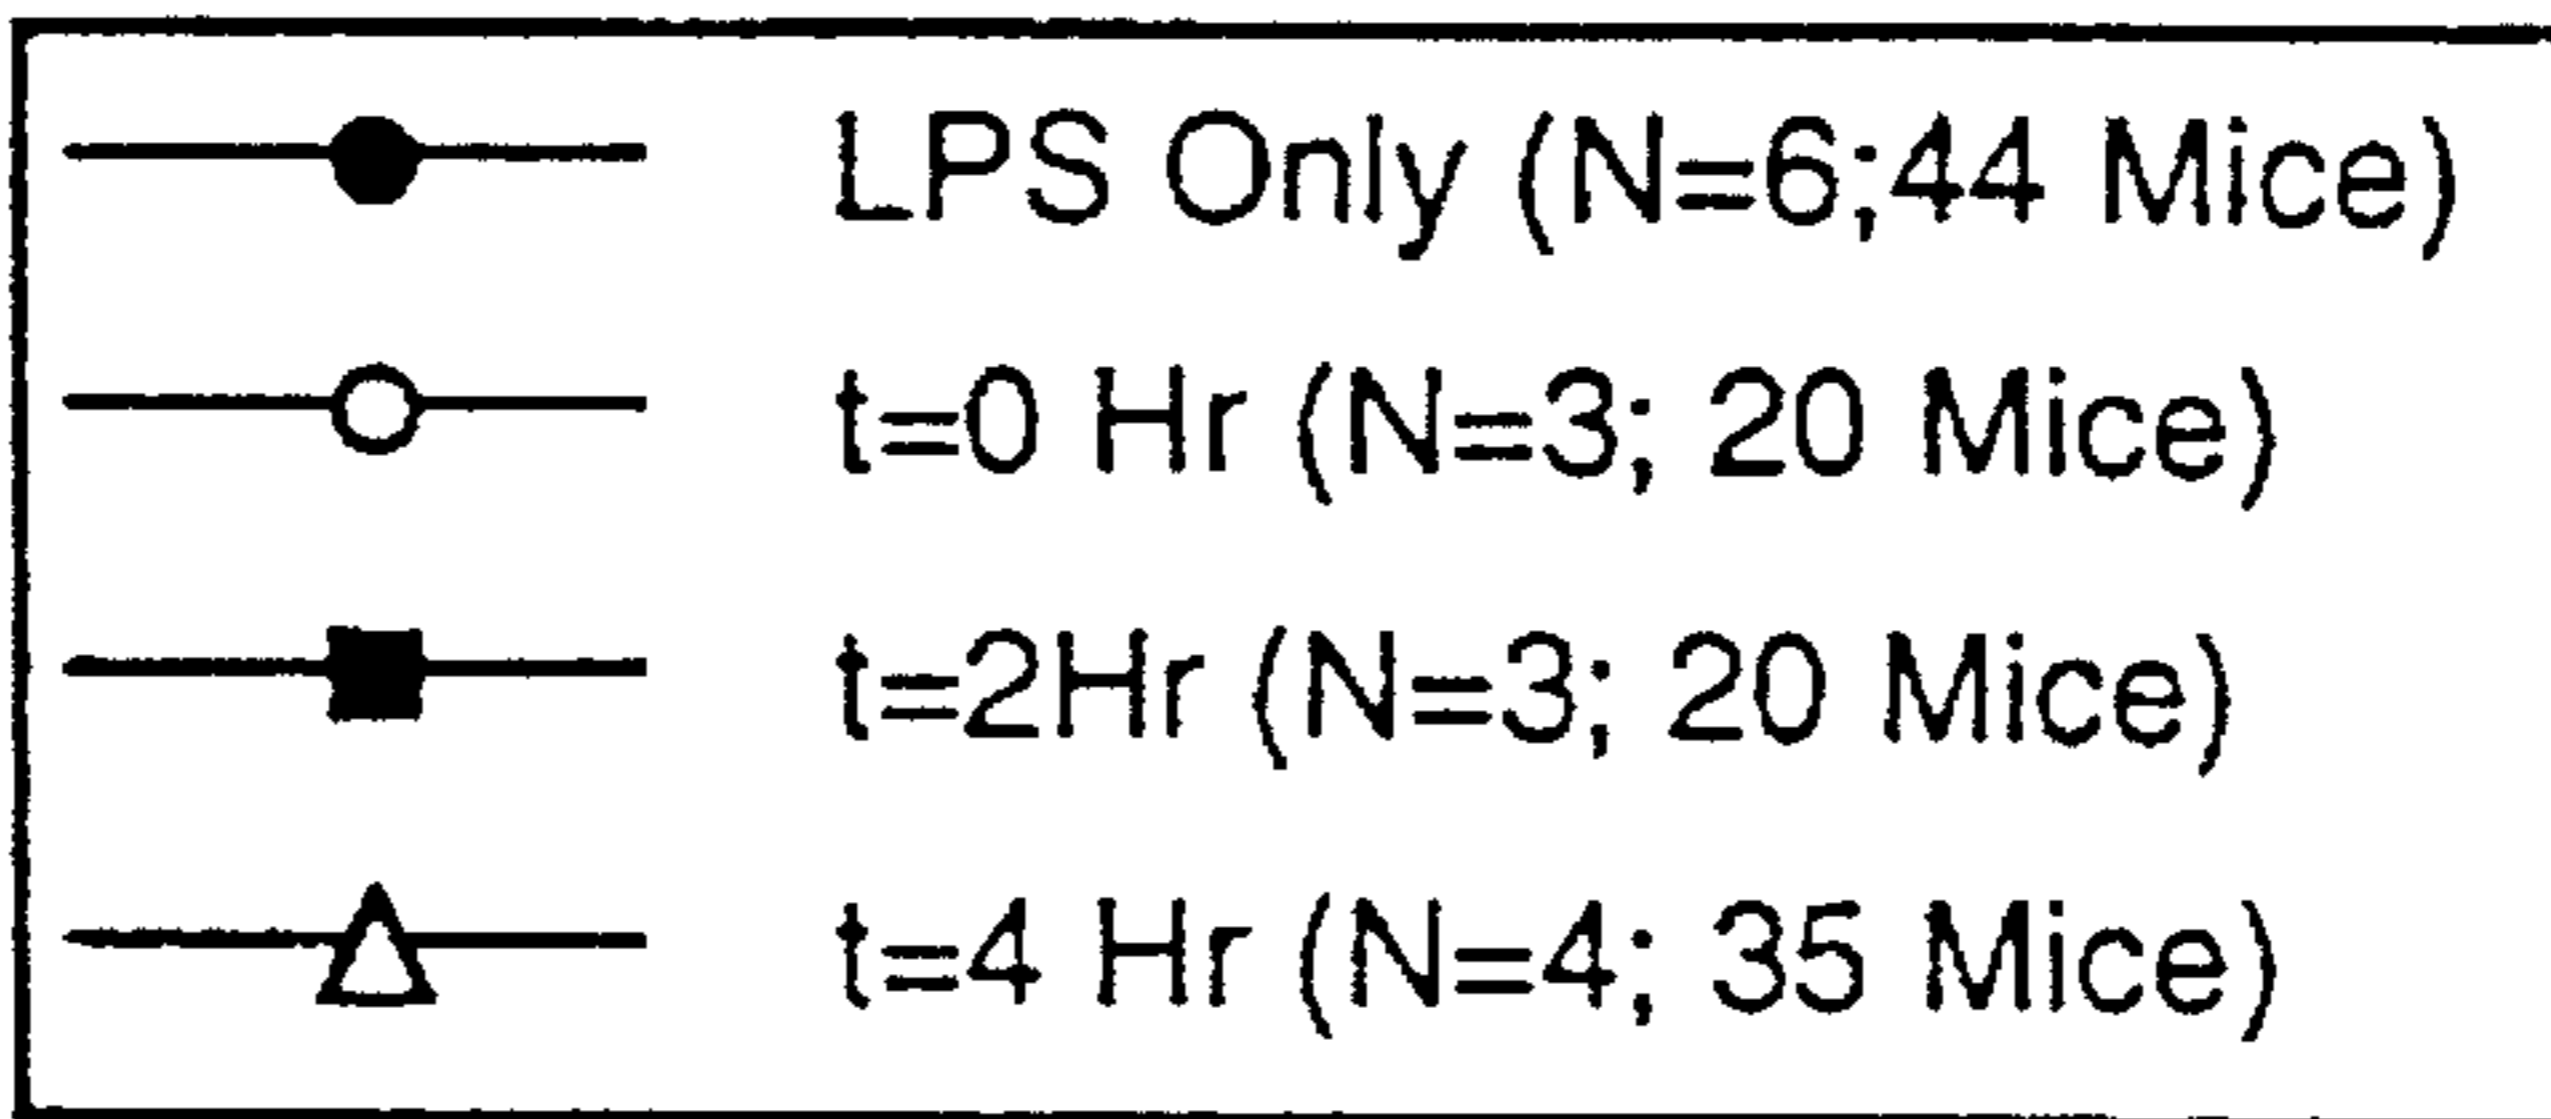 LPS Only (N=6;44 Mice)
t=0 Hr (N=3; 20 Mice)
t=2Hr (N=3; 20 Mice)
t=4 Hr (N=4; 35 Mice)